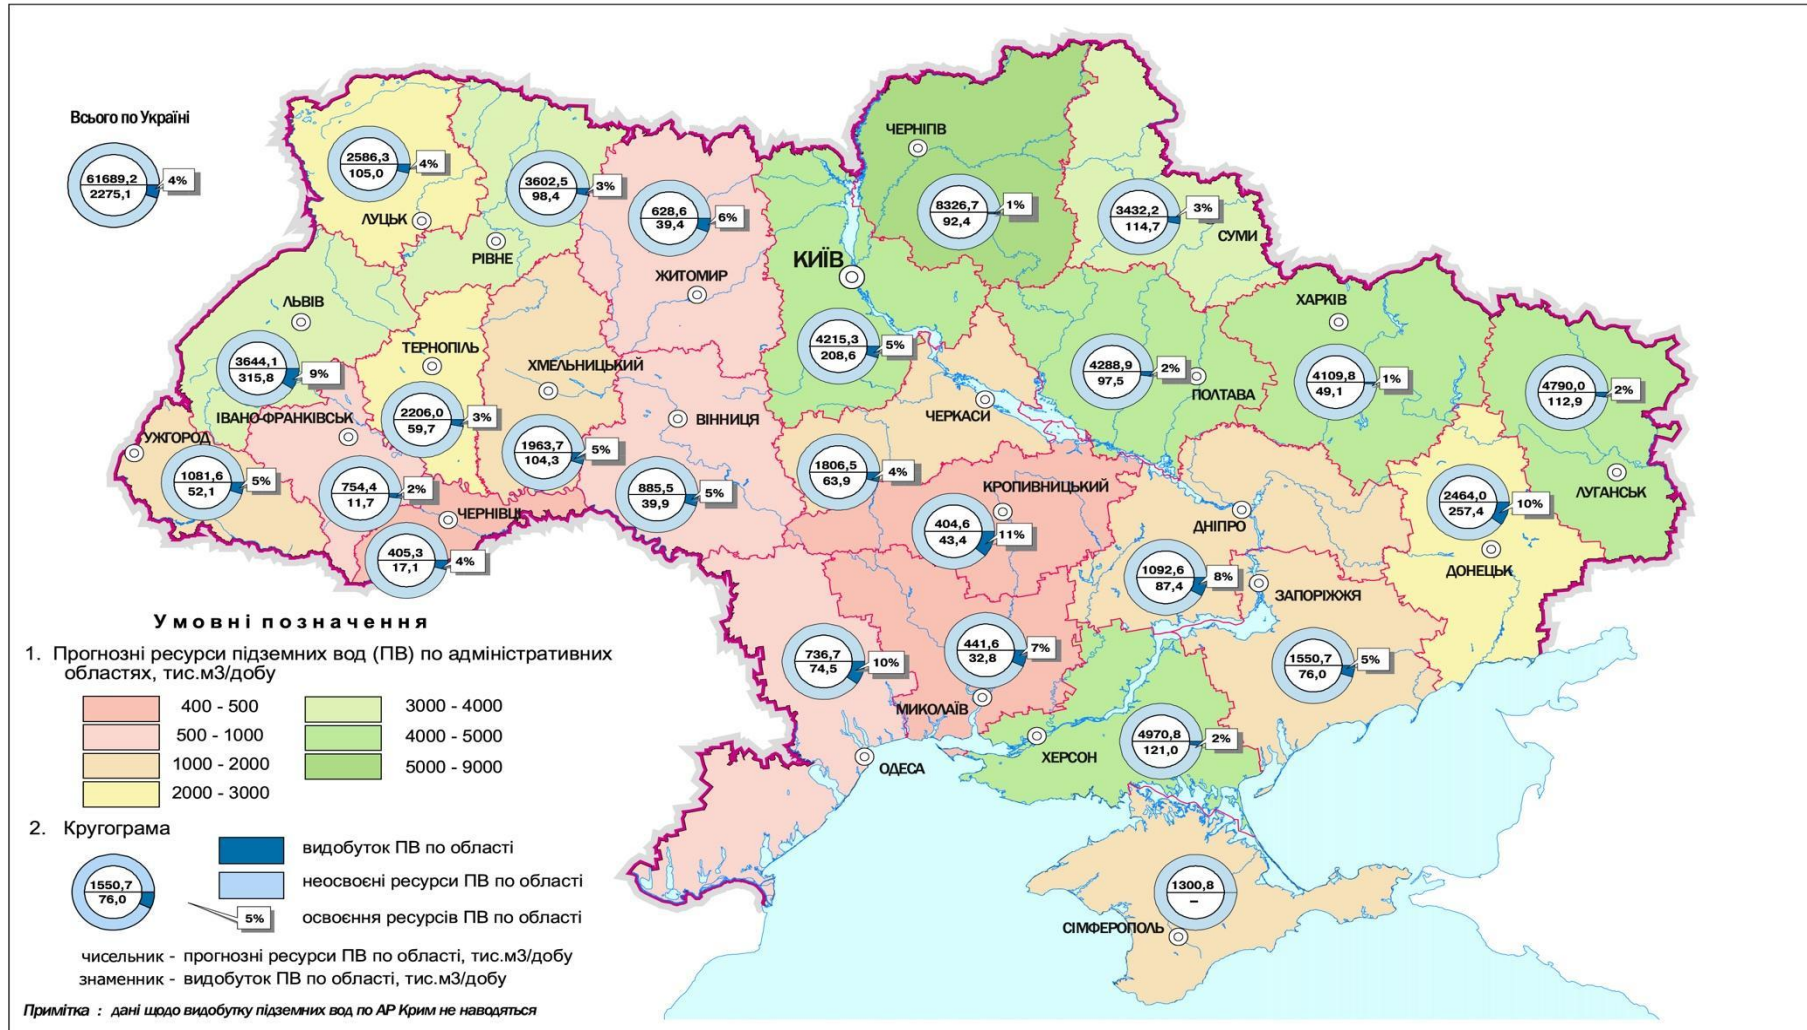 Всього по Україні
61689,2
2275,1
4%
2586,3
105,0
4%
ЛУЦЬК
3602,5
98,4
3%
РІВНЕ
628,6
39,4
6%
ЖИТОМИР
КИЇВ
4215,3
208,6
5%
ЧЕРНІГІВ
8326,7
92,4
1%
3432,2
114,7
3%
СУМИ
ЛЬВІВ
3644,1
315,8
9%
ТЕРНОПІЛЬ
2206,0
59,7
3%
ХМЕЛЬНИЦЬКИЙ
1963,7
104,3
5%
ВІННИЦЯ
885,5
39,9
5%
ЧЕРКАСИ
1806,5
63,9
4%
4288,9
97,5
2%
ПОЛТАВА
ХАРКІВ
4109,8
49,1
1%
4790,0
112,9
2%
ЛУГАНСЬК
ІВАНО-ФРАНКІВСЬК
754,4
11,7
2%
УЖГОРОД
1081,6
52,1
5%
ЧЕРНІВЦІ
405,3
17,1
4%
КРОПИВНИЦЬКИЙ
404,6
43,4
11%
ДНІПРО
1092,6
87,4
8%
2464,0
257,4
10%
ДОНЕЦЬК
ЗАПОРІЖЖЯ
1550,7
76,0
5%
736,7
74,5
10%
ОДЕСА
441,6
32,8
7%
МИКОЛАЇВ
ХЕРСОН
4970,8
121,0
2%
1300,8
–
СІМФЕРОПОЛЬ
Умовні позначення
1. Прогнозні ресурси підземних вод (ПВ) по адміністративних
областях, тис.м3/добу
400 - 500
500 - 1000
1000 - 2000
2000 - 3000
3000 - 4000
4000 - 5000
5000 - 9000
2. Кругограма
1550,7
76,0
видобуток ПВ по області
неосвоєні ресурси ПВ по області
5%
освоєння ресурсів ПВ по області
чисельник - прогнозні ресурси ПВ по області, тис.м3/добу
знаменник - видобуток ПВ по області, тис.м3/добу
Примітка : дані щодо видобутку підземних вод по АР Крим не наводяться